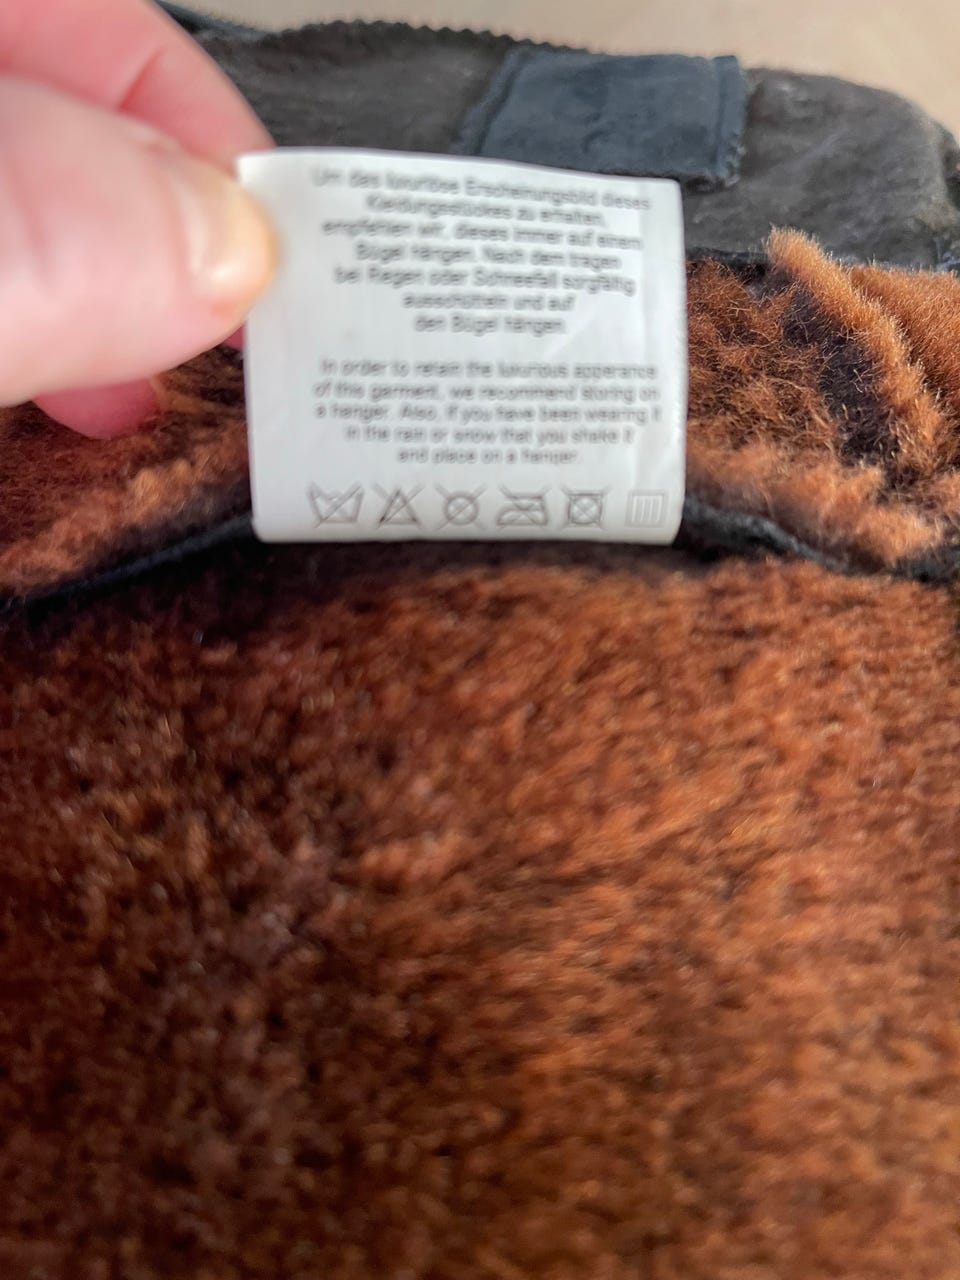 Um das luxuriöse Erscheinungsbild dieses
Kleidungsstückes zu erhalten,
empfehlen wir, dieses immer auf einem
Bügel hängen. Nach dem tragen
bei Regen oder Schneefall sorgfähig
ausschütteln und auf
den Bügel hängen.
In order to retain the luxurious apperance
of this garment, we recommend storing on
a hanger. Also, if you have been wearing it
in the rain or snow that you shake it
and place on a hanger.